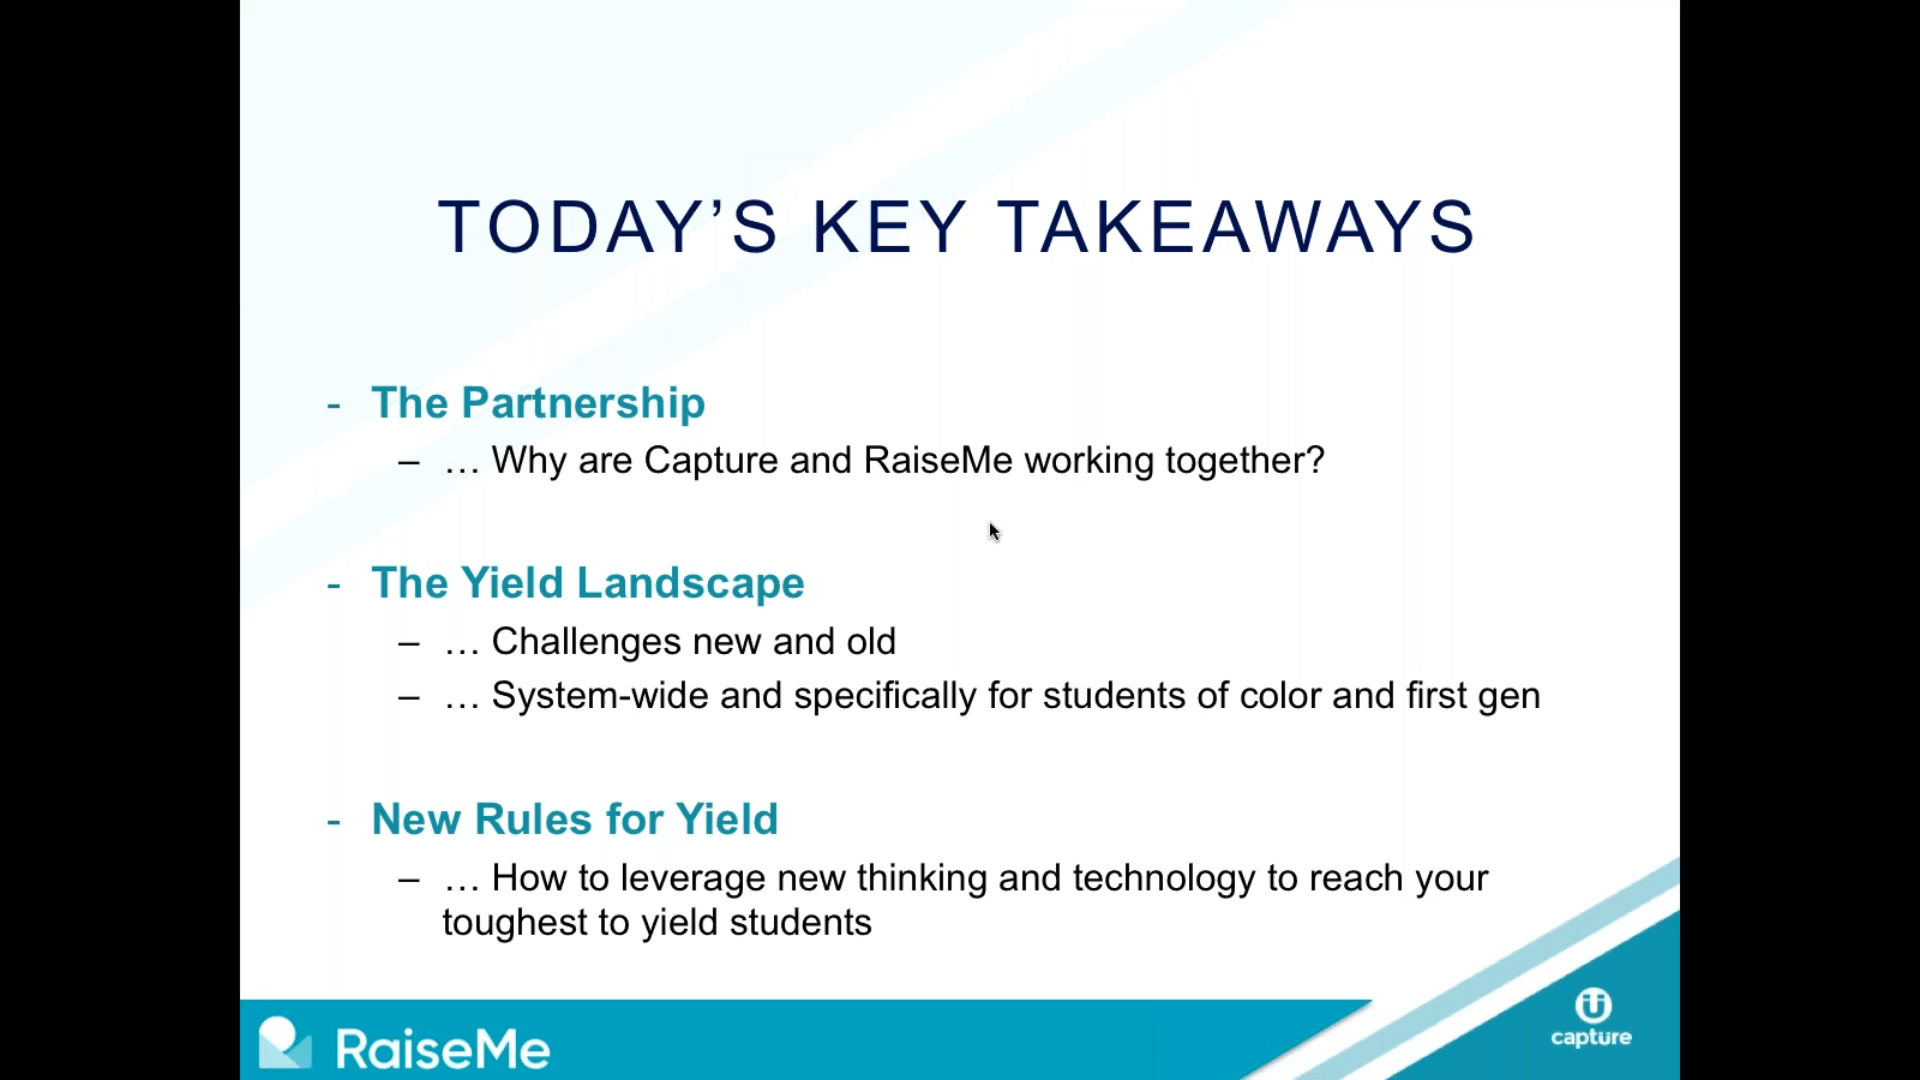 TODAY’S KEY TAKEAWAYS
- The Partnership
– … Why are Capture and RaiseMe working together?
- The Yield Landscape
– … Challenges new and old
– … System-wide and specifically for students of color and first gen
- New Rules for Yield
– … How to leverage new thinking and technology to reach your
toughest to yield students
RaiseMe
capture